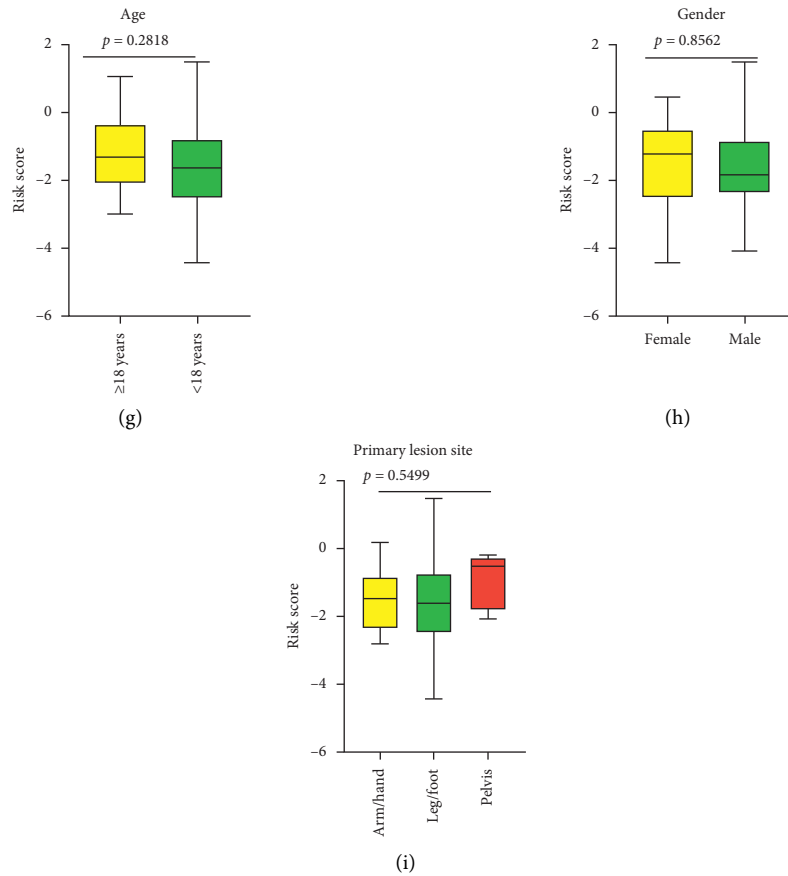 Age
p = 0.2818
2
0
−2
−4
−6
Risk score
≥18 years
<18 years
(g)
Gender
p = 0.8562
2
0
−2
−4
−6
Risk score
Female Male
(h)
Primary lesion site
p = 0.5499
2
0
−2
−4
−6
Risk score
Arm/hand
Leg/foot
Pelvis
(i)